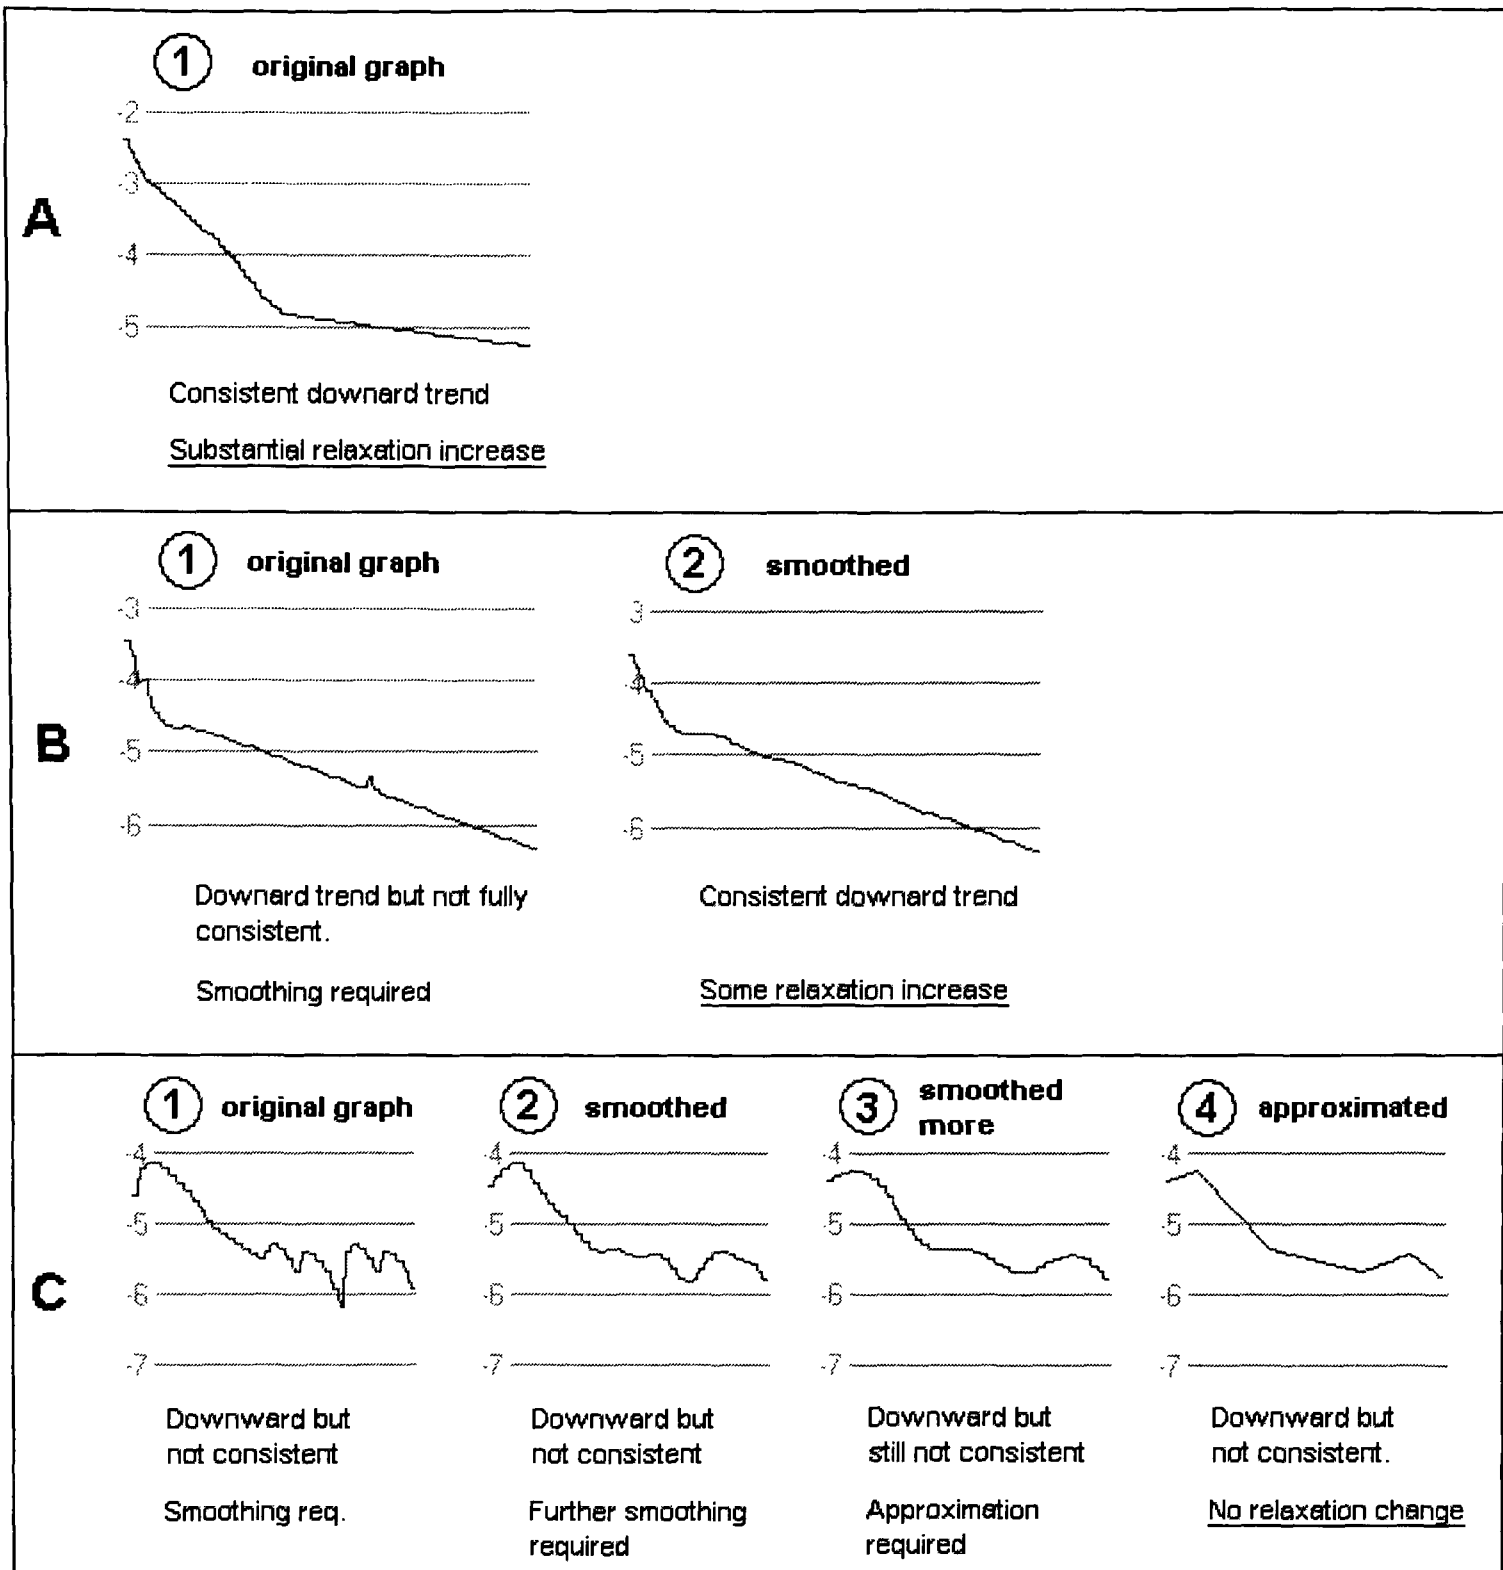 A
1 original graph
-2
-3
-4
-5
Consistent downard trend
Substantial relaxation increase
B
1 original graph
-3
-4
-5
-6
Downard trend but not fully
consistent.
Smoothing required
2 smoothed
3
-4
-5
-6
Consistent downard trend
Some relaxation increase
C
1 original graph
-4
-5
-6
-7
Downward but
not consistent
Smoothing req.
2 smoothed
-4
-5
-6
-7
Downward but
not consistent
Further smoothing
required
3 smoothed
more
-4
-5
-6
-7
Downward but
still not consistent
Approximation
required
4 approximated
-4
-5
-6
-7
Downward but
not consistent.
No relaxation change